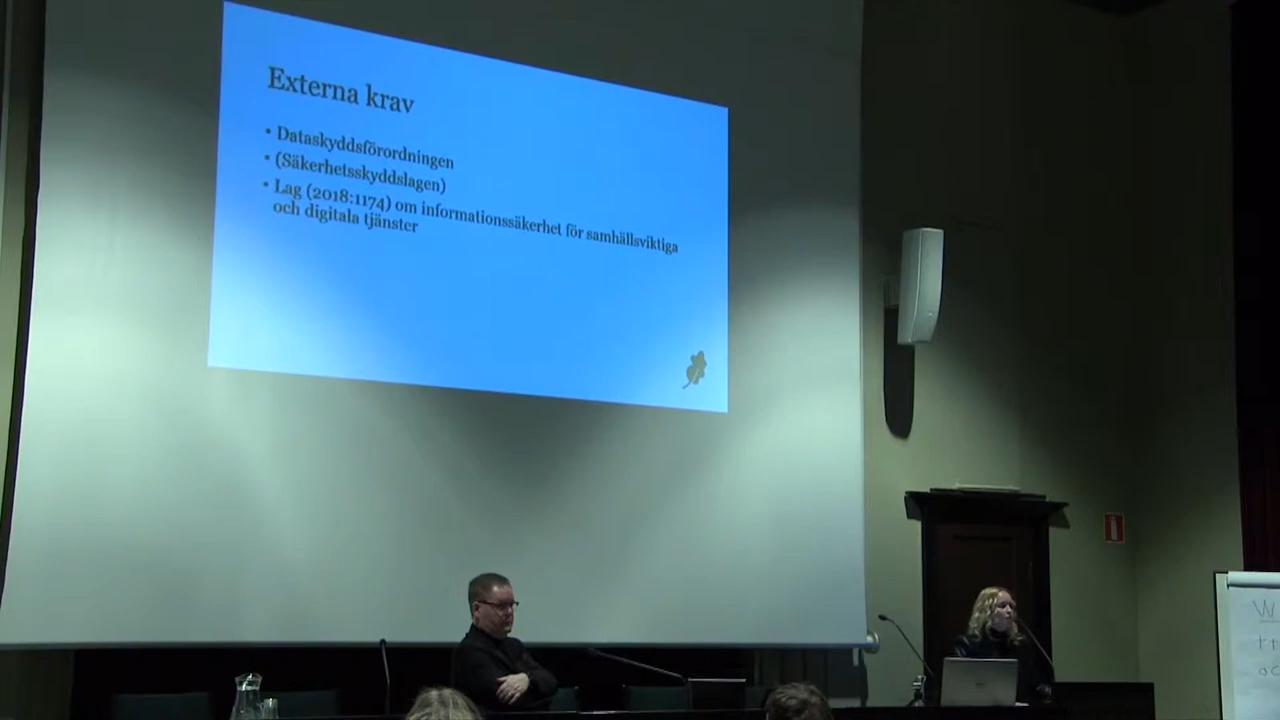 Externa krav
• Dataskyddsförordningen
• (Säkerhetsskyddslagen)
• Lag (2018:1174) om informationssäkerhet för samhällsviktiga
och digitala tjänster